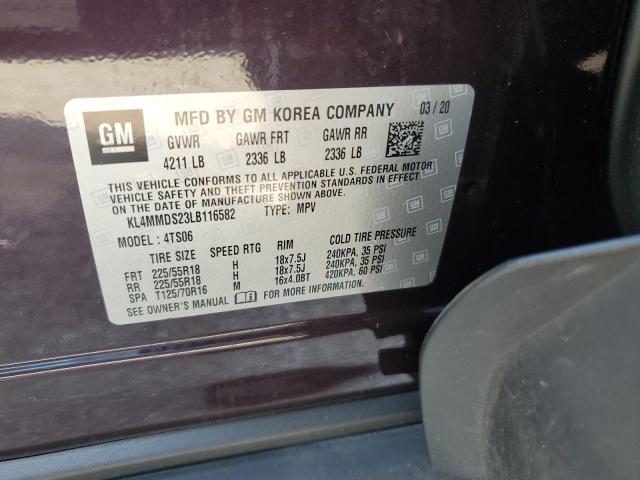 GM
MFD BY GM KOREA COMPANY 03 / 20
GVWR GAWR FRT GAWR RR
4211 LB 2336 LB 2336 LB
THIS VEHICLE CONFORMS TO ALL APPLICABLE U.S. FEDERAL MOTOR
VEHICLE SAFETY AND THEFT PREVENTION STANDARDS IN EFFECT
ON THE DATE OF MANUFACTURE SHOWN ABOVE.
KL4MMDS23LB116582 TYPE: MPV
MODEL : 4TS06
TIRE SIZE SPEED RTG RIM COLD TIRE PRESSURE
FRT 225/55R18 H 18x7.5J 240KPA, 35 PSI
RR 225/55R18 H 18x7.5J 240KPA, 35 PSI
SPA T125/70R16 M 16x4.0BT 420KPA, 60 PSI
SEE OWNER'S MANUAL FOR MORE INFORMATION.